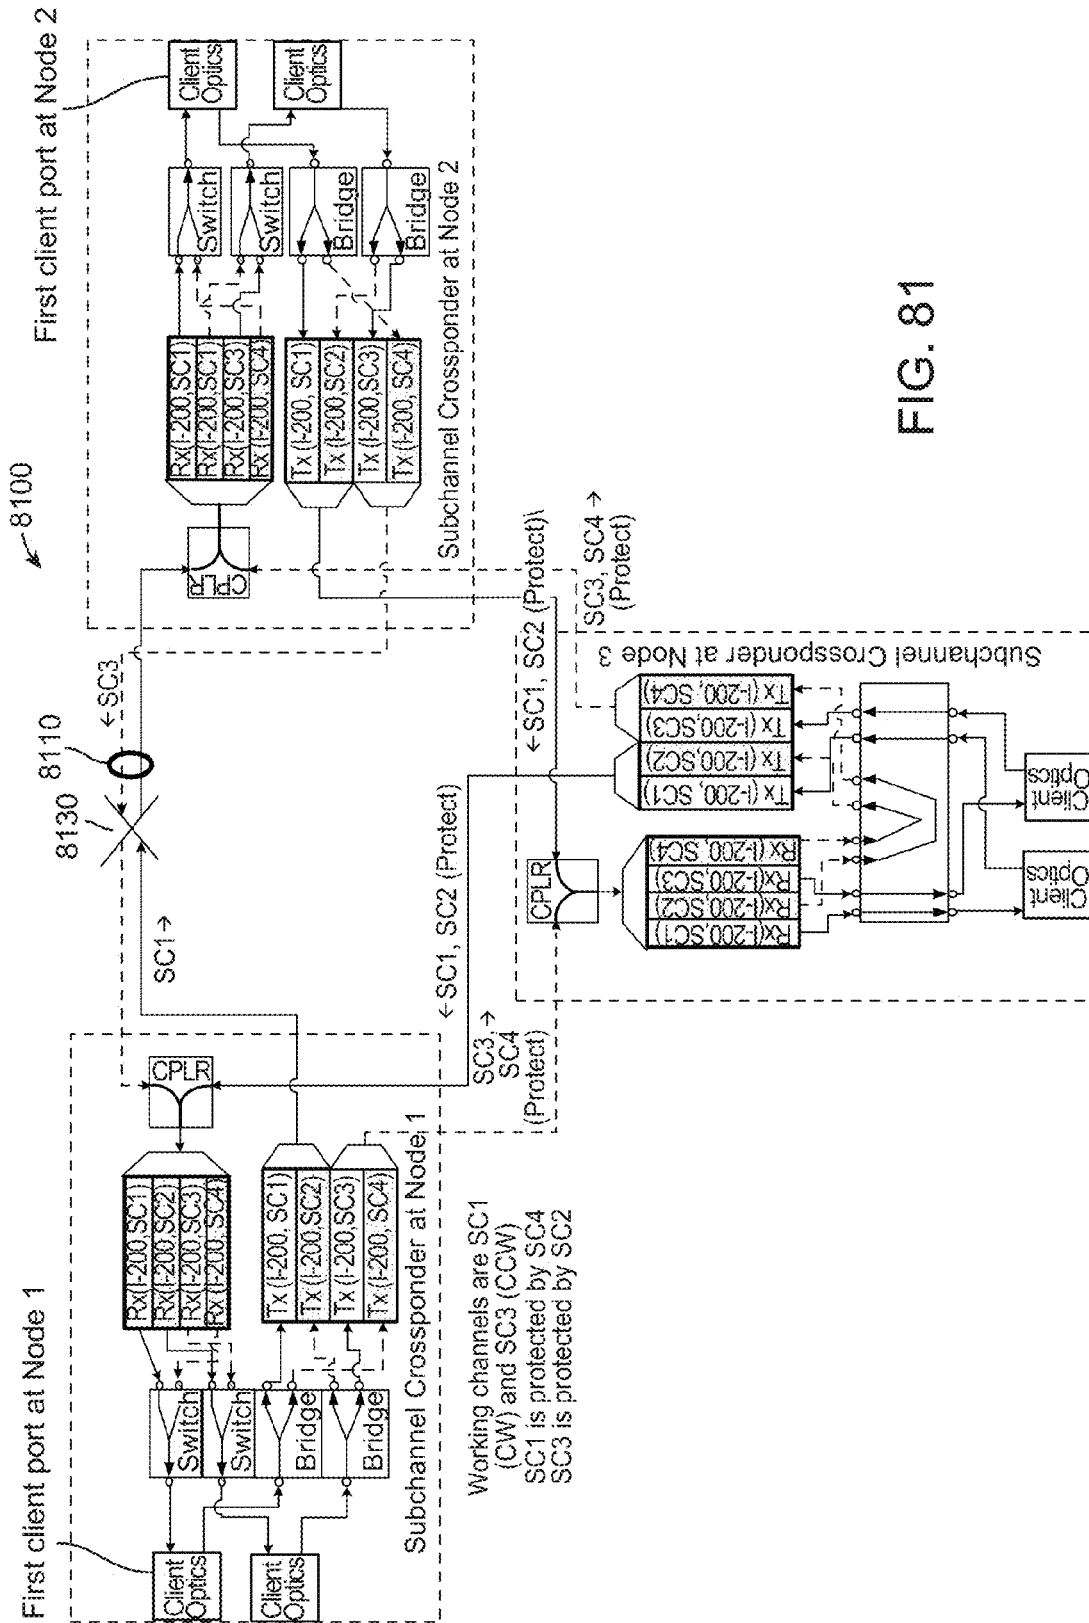 First client port at Node 1
Client
Optics
Client
Optics
Switch
Switch
Bridge
Bridge
Rx(I-200,SC1)
Rx(I-200,SC2)
Rx(I-200,SC3)
Rx (I-200, SC4)
Tx (I-200, SC1)
Tx (I-200,SC2)
Tx (I-200,SC3)
Tx (I-200, SC4)
CPLR
Subchannel Crossponder at Node 1
SC1→
8130
8110
←SC3
8100
First client port at Node 2
CPLR
Rx(I-200,SC1)
Rx(I-200,SC1)
Rx(I-200,SC3)
Rx (I-200, SC4)
Tx (I-200, SC1)
Tx (I-200,SC2)
Tx (I-200,SC3)
Tx (I-200, SC4)
Switch
Switch
Bridge
Bridge
Client
Optics
Client
Optics
Subchannel Crossponder at Node 2
←SC1, SC2 (Protect)
SC3,→
SC4
(Protect)
←SC1, SC2 (Protect)\
SC3, SC4→
(Protect)
CPLR
Rx(I-200,SC1)
Rx(I-200,SC2)
Rx(I-200,SC3)
Rx (I-200, SC4)
Tx (I-200, SC1)
Tx (I-200,SC2)
Tx (I-200,SC3)
Tx (I-200, SC4)
Client
Optics
Client
Optics
Subchannel Crossponder at Node 3
Working channels are SC1
(CW) and SC3 (CCW)
SC1 is protected by SC4
SC3 is protected by SC2
FIG. 81